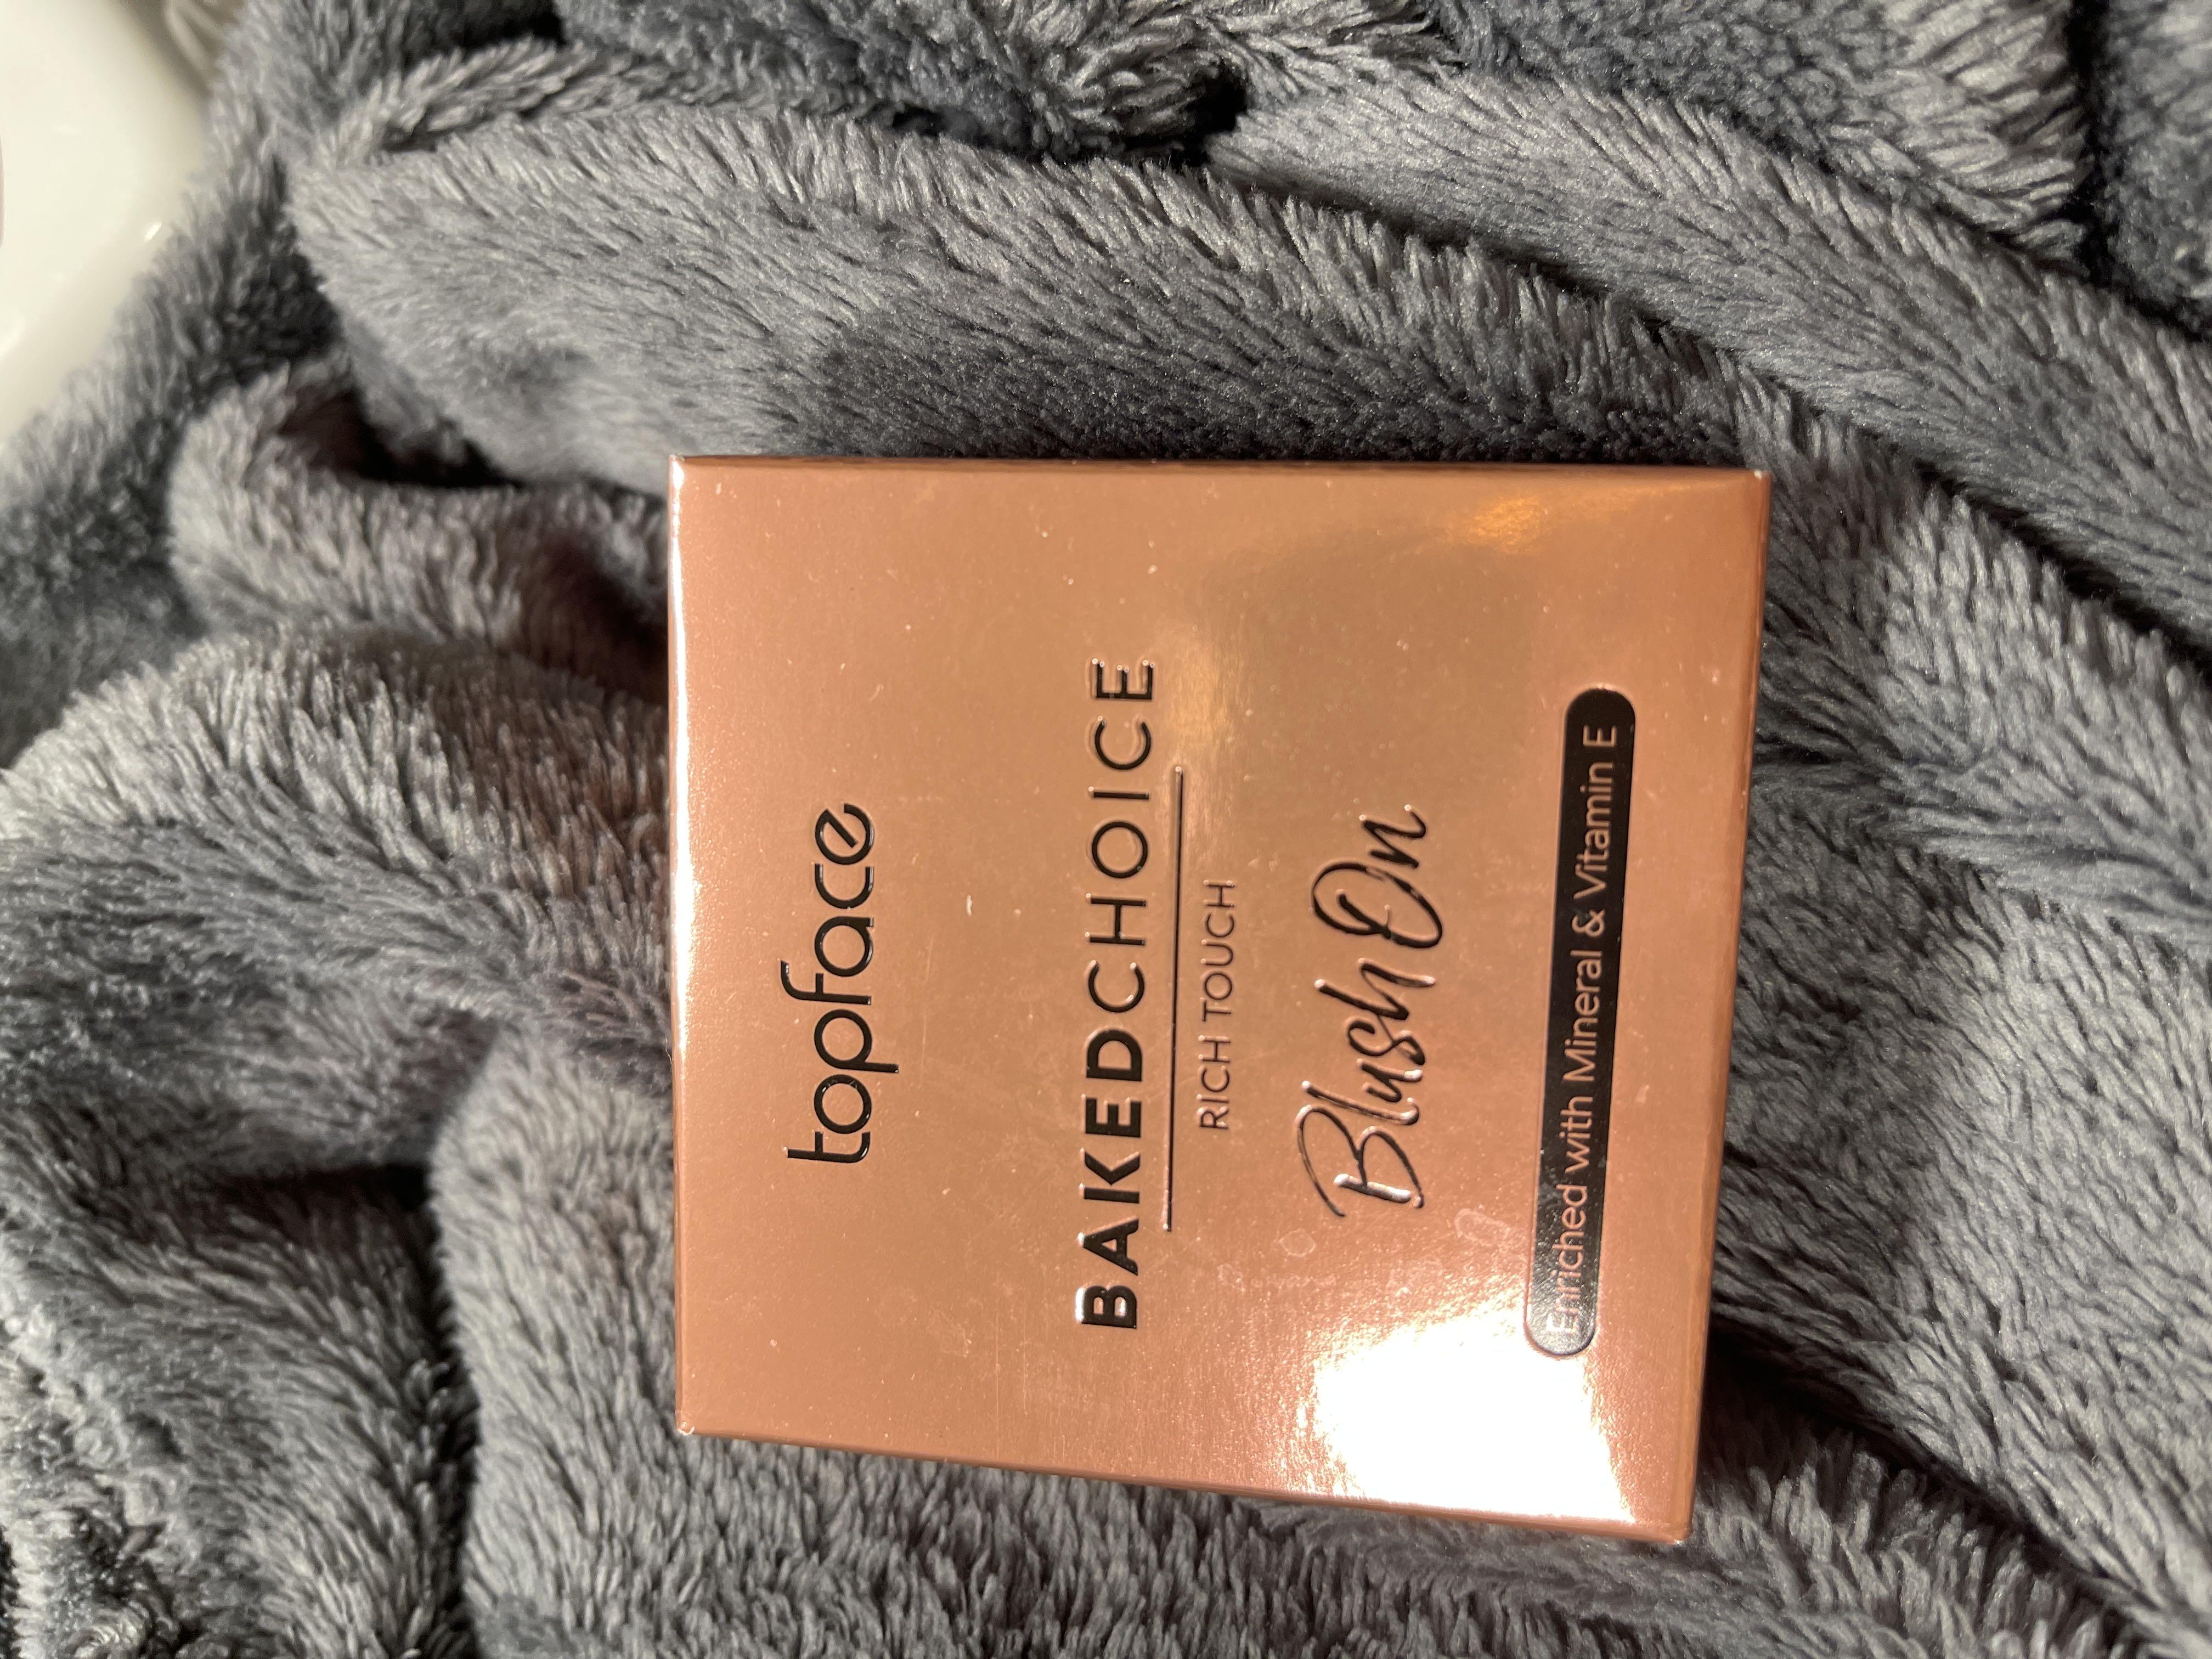 topface
BAKEDCHOICE
RICH TOUCH
Blush On
Enriched with Mineral & Vitamin E